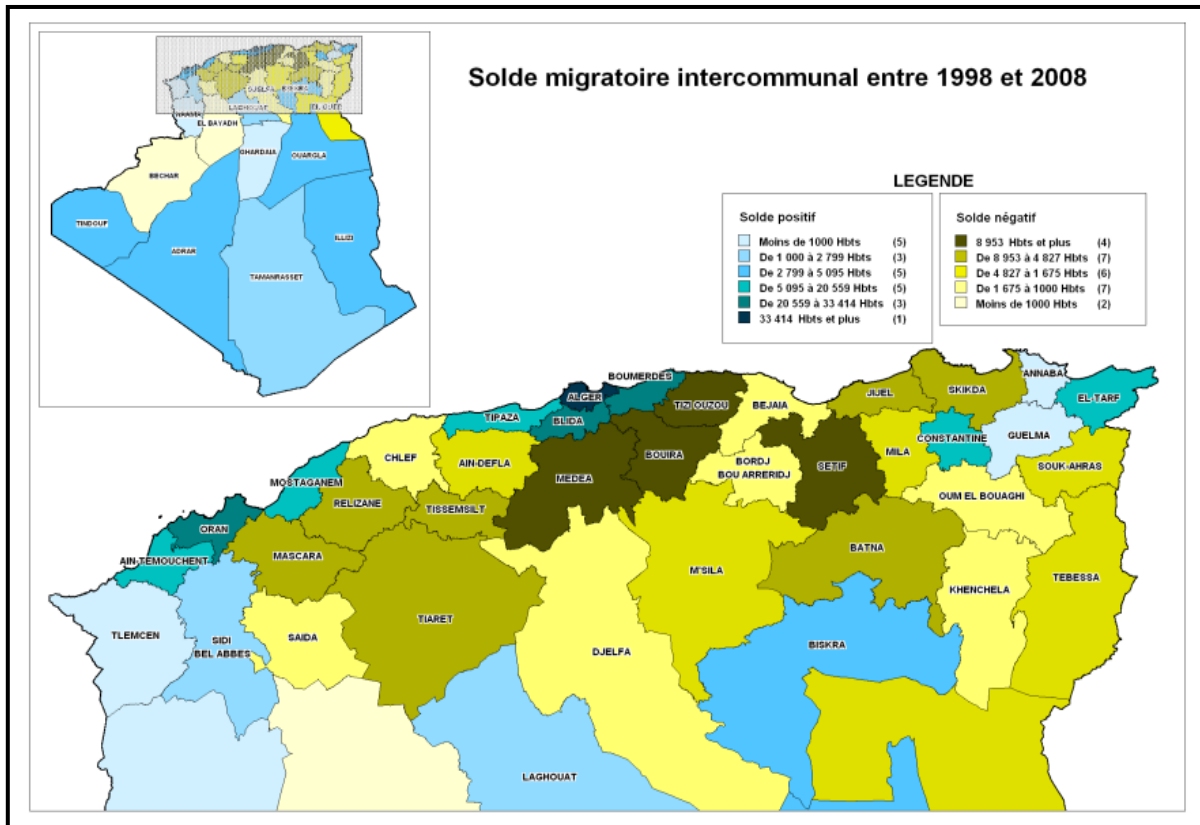 Solde migratoire intercommunal entre 1998 et 2008
DJELFA
BISKRA
LAGHOUAT
EL OUED
NAAMA
EL BAYADH
GHARDAIA
OUARGLA
BECHAR
TINDOUF
ADRAR
ILLIZI
TAMANRASSET
LEGENDE
Solde positif
Moins de 1000 Hbts (5)
De 1 000 à 2 799 Hbts (3)
De 2 799 à 5 095 Hbts (5)
De 5 095 à 20 559 Hbts (5)
De 20 559 à 33 414 Hbts (3)
33 414 Hbts et plus (1)
Solde négatif
8 953 Hbts et plus (4)
De 8 953 à 4 827 Hbts (7)
De 4 827 à 1 675 Hbts (6)
De 1 675 à 1000 Hbts (7)
Moins de 1000 Hbts (2)
BOUMERDES
ALGER
TIPAZA
BLIDA
TIZI OUZOU
BEJAIA
JIJEL
SKIKDA
ANNABA
EL-TARF
CONSTANTINE
GUELMA
CHLEF
AIN-DEFLA
MEDEA
BOUIRA
BORDJ
BOU ARRERIDJ
SETIF
MILA
SOUK-AHRAS
OUM EL BOUAGHI
MOSTAGANEM
RELIZANE
TISSEMSILT
ORAN
AIN-TEMOUCHENT
MASCARA
BATNA
M'SILA
KHENCHELA
TEBESSA
TLEMCEN
SIDI
BEL ABBES
SAIDA
TIARET
DJELFA
BISKRA
LAGHOUAT